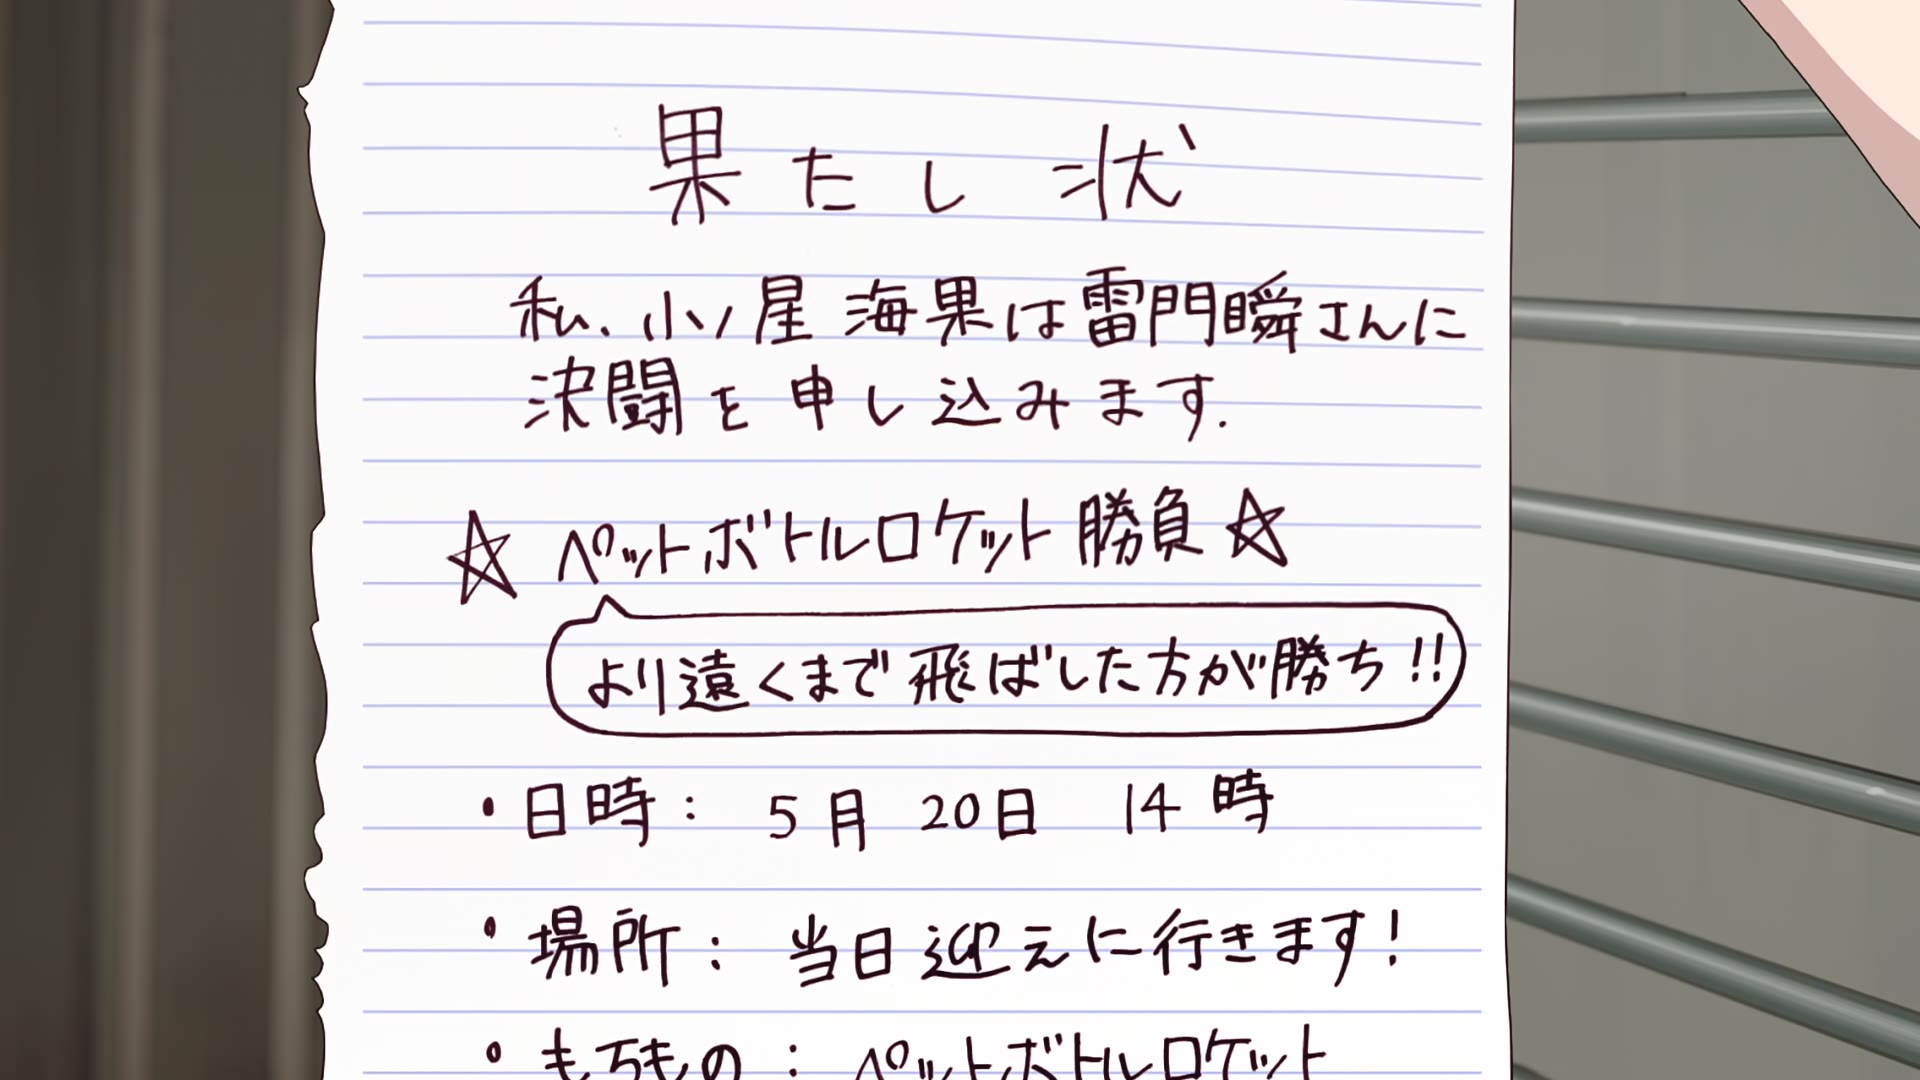 果たし状
私、小ノ星 海果は雷門瞬さんに
決闘を申し込みます.
☆ ペットボトルロケット勝負☆
より遠くまで飛ばした方が勝ち!!
・日時: 5月 20日 14時
・場所: 当日迎えに行きます!
・もちもの: ペットボトルロケット